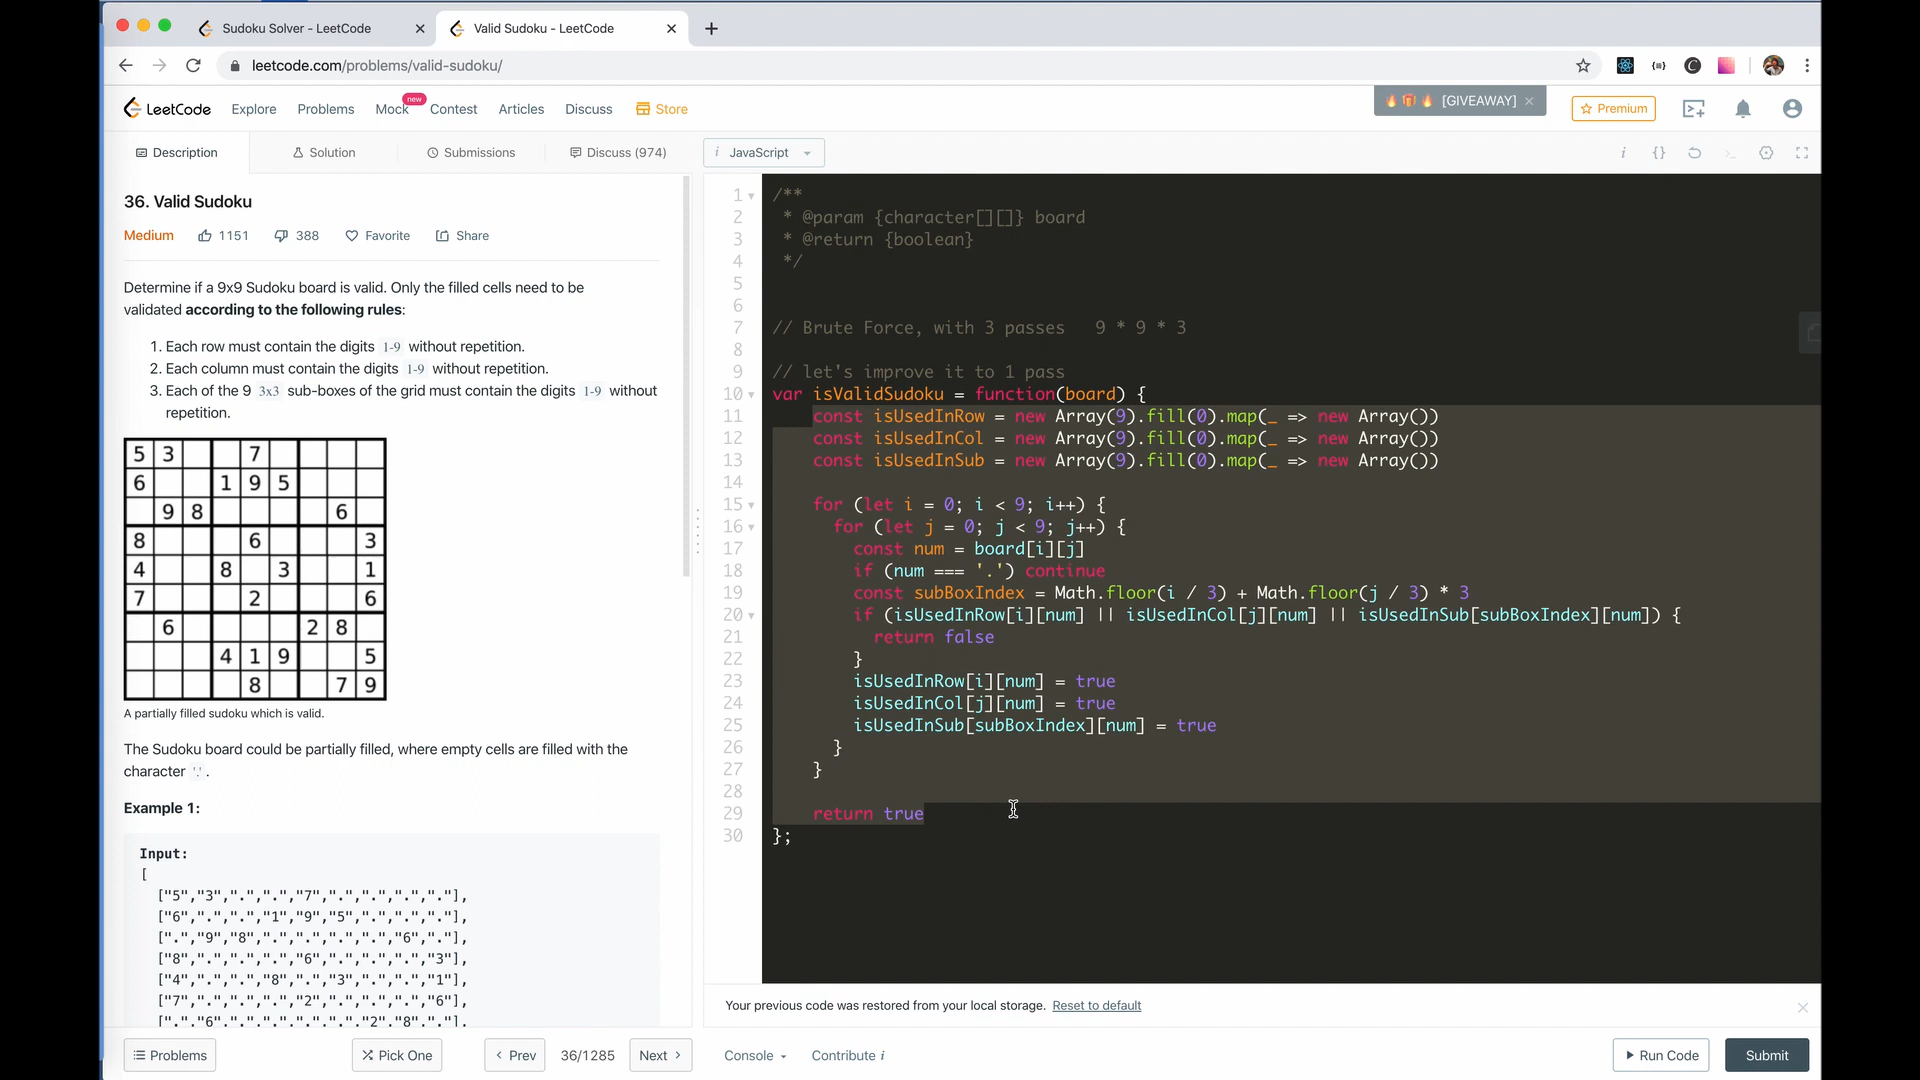 Sudoku Solver - LeetCode
Valid Sudoku - LeetCode
leetcode.com/problems/valid-sudoku/
LeetCode
Explore
Problems
Mock
new
Contest
Articles
Discuss
Store
[GIVEAWAY]
Premium
Description
Solution
Submissions
Discuss (974)
i JavaScript
i {}
36. Valid Sudoku
Medium 1151 388 Favorite Share
Determine if a 9x9 Sudoku board is valid. Only the filled cells need to be
validated according to the following rules:
1. Each row must contain the digits 1-9 without repetition.
2. Each column must contain the digits 1-9 without repetition.
3. Each of the 9 3x3 sub-boxes of the grid must contain the digits 1-9 without
repetition.
5 3 7
6 1 9 5
9 8 6
8 6 3
4 8 3 1
7 2 6
6 2 8
4 1 9 5
8 7 9
A partially filled sudoku which is valid.
The Sudoku board could be partially filled, where empty cells are filled with the
character '.'.
Example 1:
Input:
[
["5","3",".",".","7",".",".",".","."],
["6",".",".","1","9","5",".",".","."],
[".","9","8",".",".",".",".","6","."],
["8",".",".",".","6",".",".",".","3"],
["4",".",".","8",".","3",".",".","1"],
["7",".",".",".","2",".",".",".","6"],
[".","6",".",".",".",".","2","8","."],
1 /**
2 * @param {character[][]} board
3 * @return {boolean}
4 */
5
6
7 // Brute Force, with 3 passes 9 * 9 * 3
8
9 // let's improve it to 1 pass
10 var isValidSudoku = function(board) {
11 const isUsedInRow = new Array(9).fill(0).map(_ => new Array())
12 const isUsedInCol = new Array(9).fill(0).map(_ => new Array())
13 const isUsedInSub = new Array(9).fill(0).map(_ => new Array())
14
15 for (let i = 0; i < 9; i++) {
16 for (let j = 0; j < 9; j++) {
17 const num = board[i][j]
18 if (num === '.') continue
19 const subBoxIndex = Math.floor(i / 3) + Math.floor(j / 3) * 3
20 if (isUsedInRow[i][num] || isUsedInCol[j][num] || isUsedInSub[subBoxIndex][num]) {
21 return false
22 }
23 isUsedInRow[i][num] = true
24 isUsedInCol[j][num] = true
25 isUsedInSub[subBoxIndex][num] = true
26 }
27 }
28
29 return true
30 };
Your previous code was restored from your local storage. Reset to default
Problems
Pick One
Prev
36/1285
Next
Console
Contribute i
Run Code
Submit